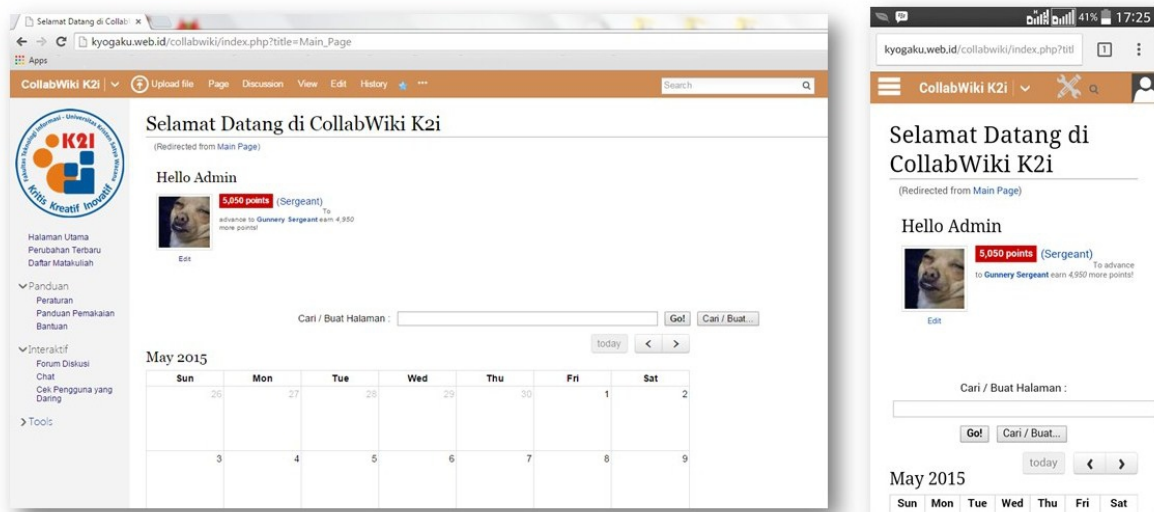 Selamat Datang di Collab
kyogaku.web.id/collabwiki/index.php?title=Main_Page
Apps
CollabWiki K2i Upload file Page Discussion View Edit History Search
Fakultas Teknologi Informasi - Universitas Kristen Satya Wacana
K2I
Kritis Kreatif Inovatif
Halaman Utama
Perubahan Terbaru
Daftar Matakuliah
Panduan
Peraturan
Panduan Pemakaian
Bantuan
Interaktif
Forum Diskusi
Chat
Cek Pengguna yang
Daring
Tools
Selamat Datang di CollabWiki K2i
(Redirected from Main Page)
Hello Admin
5,050 points (Sergeant)
To
advance to Gunnery Sergeant earn 4,950
more points!
Edit
Cari / Buat Halaman :
Go! Cari / Buat...
today < >
May 2015
Sun Mon Tue Wed Thu Fri Sat
26 27 28 29 30 1 2
3 4 5 6 7 8 9
41% 17:25
kyogaku.web.id/collabwiki/index.php?titl 1
CollabWiki K2i
Selamat Datang di
CollabWiki K2i
(Redirected from Main Page)
Hello Admin
5,050 points (Sergeant)
To advance
to Gunnery Sergeant earn 4,950 more points!
Edit
Cari / Buat Halaman :
Go! Cari / Buat...
today < >
May 2015
Sun Mon Tue Wed Thu Fri Sat